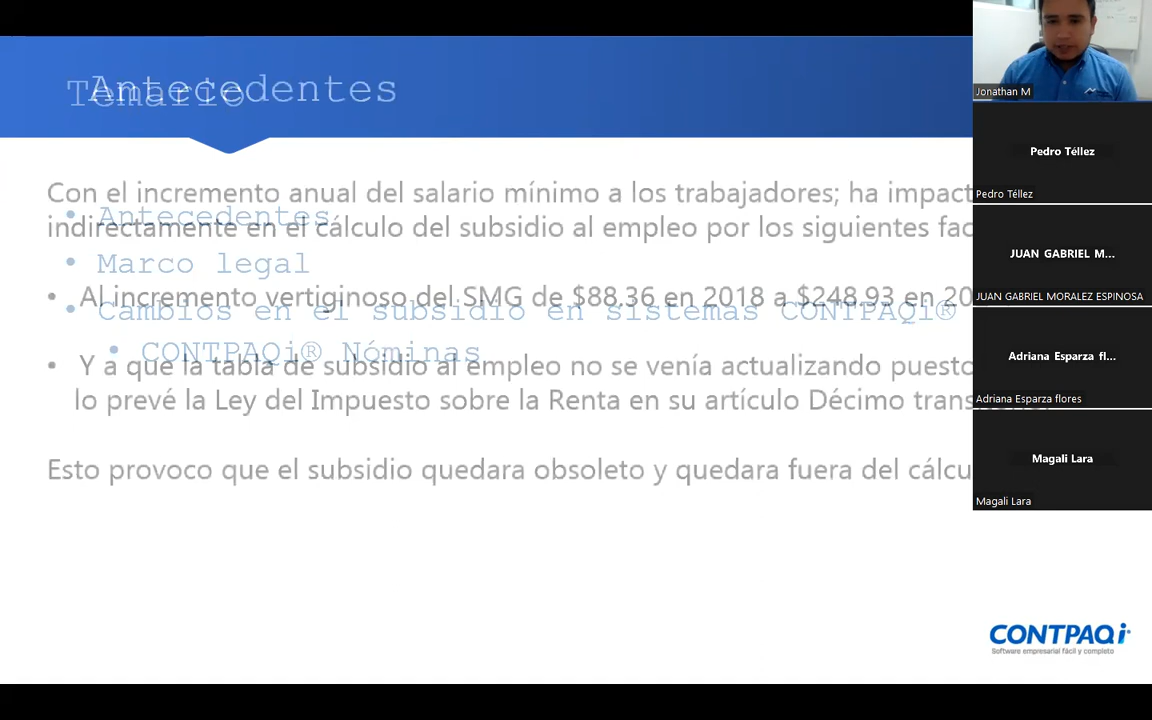 Temario
Antecedentes
Con el incremento anual del salario mínimo a los trabajadores; ha
indirectamente en el cálculo del subsidio al empleo por los siguientes
• Al incremento vertiginoso del SMG de $88.36 en 2018 a $248.93 en
• Y a que la tabla de subsidio al empleo no se venía actualizando puesto
lo prevé la Ley del Impuesto sobre la Renta en su artículo Décimo
Esto provoco que el subsidio quedara obsoleto y quedara fuera del
• Antecedentes
• Marco legal
• Cambios en el subsidio en sistemas CONTPAQi®
• CONTPAQi® Nóminas
Jonathan M
Pedro Téllez
Pedro Téllez
JUAN GABRIEL M...
JUAN GABRIEL MORALEZ ESPINOSA
Adriana Esparza fl...
Adriana Esparza flores
Magali Lara
Magali Lara
CONTPAQi®
Software empresarial fácil y completo